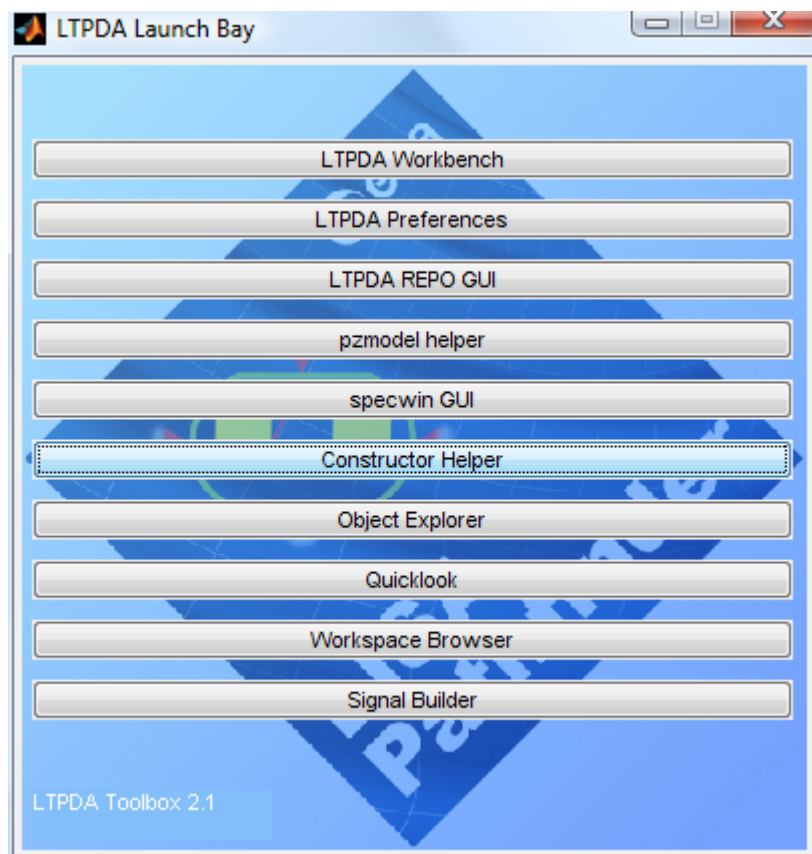 LTPDA Launch Bay
LTPDA Workbench
LTPDA Preferences
LTPDA REPO GUI
pzmodel helper
specwin GUI
Constructor Helper
Object Explorer
Quicklook
Workspace Browser
Signal Builder
Pathfinder
LTPDA Toolbox 2.1